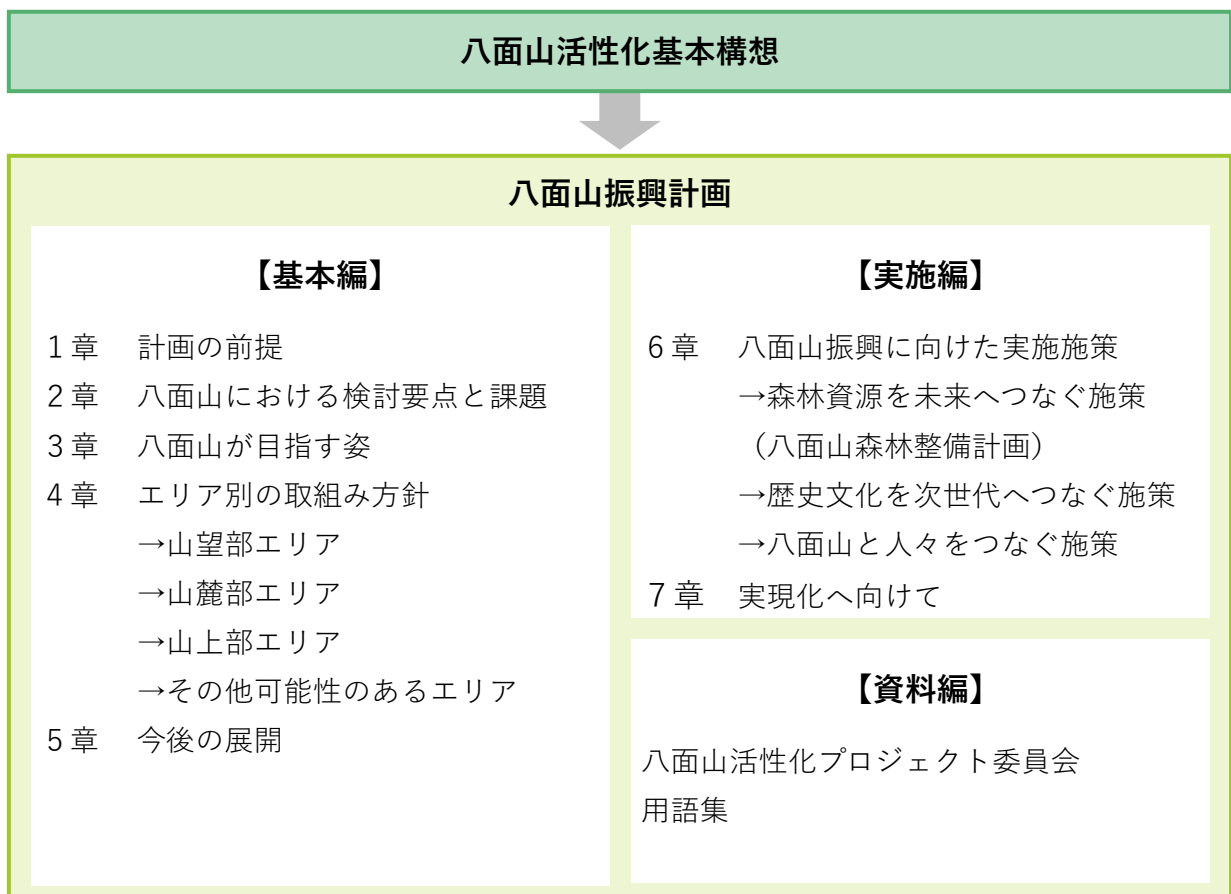 八面山活性化基本構想
八面山振興計画
【基本編】
1章 計画の前提
2章 八面山における検討要点と課題
3章 八面山が目指す姿
4章 エリア別の取組み方針
→山望部エリア
→山麓部エリア
→山上部エリア
→その他可能性のあるエリア
5章 今後の展開
【実施編】
6章 八面山振興に向けた実施施策
→森林資源を未来へつなぐ施策
（八面山森林整備計画）
→歴史文化を次世代へつなぐ施策
→八面山と人々をつなぐ施策
7章 実現化へ向けて
【資料編】
八面山活性化プロジェクト委員会
用語集